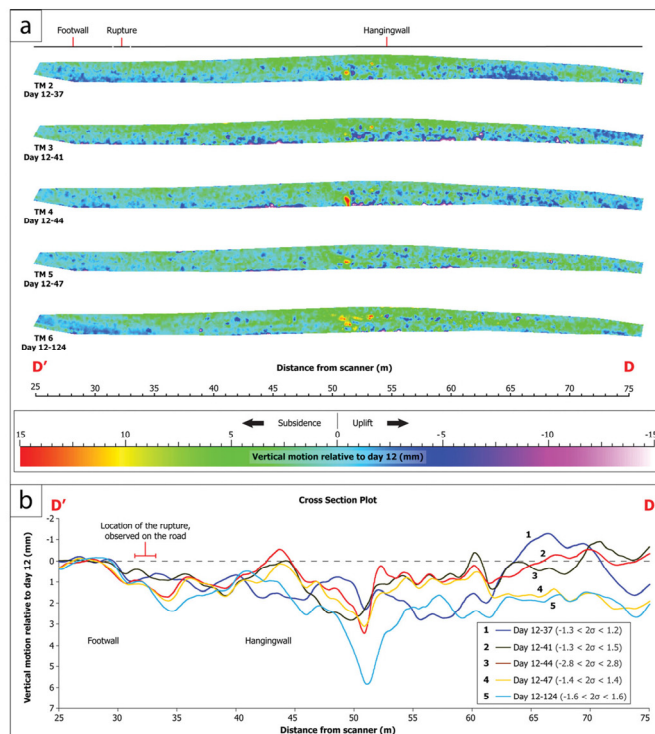 a
Footwall Rupture Hangingwall
TM 2
Day 12-37
TM 3
Day 12-41
TM 4
Day 12-44
TM 5
Day 12-47
TM 6
Day 12-124
D' D
Distance from scanner (m)
25 30 35 40 45 50 55 60 65 70 75
Subsidence Uplift
15 10 5 0 -5 -10 -15
Vertical motion relative to day 12 (mm)
b
Cross Section Plot
D' D
Location of the rupture,
observed on the road
Vertical motion relative to day 12 (mm)
-2
-1
0
1
2
3
4
5
6
7
1
2
3
4
5
Footwall Hangingwall
1 Day 12-37 (-1.3 < 2σ < 1.2)
2 Day 12-41 (-1.3 < 2σ < 1.5)
3 Day 12-44 (-2.8 < 2σ < 2.8)
4 Day 12-47 (-1.4 < 2σ < 1.4)
5 Day 12-124 (-1.6 < 2σ < 1.6)
25 30 35 40 45 50 55 60 65 70 75
Distance from scanner (m)